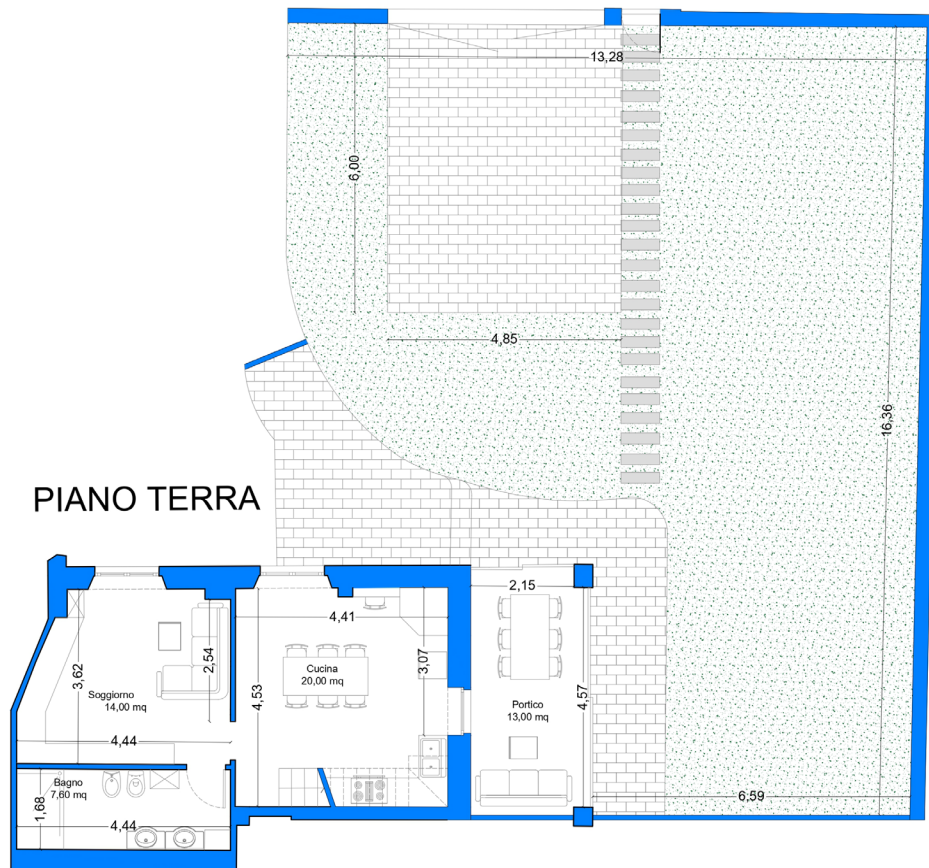 13,28
6,00
4,85
16,36
PIANO TERRA
2,15
4,41
2,54
3,07
3,62
Cucina
20,00 mq
Soggiorno
14,00 mq
4,53
4,57
Portico
13,00 mq
4,44
Bagno
7,60 mq
1,68
6,59
4,44